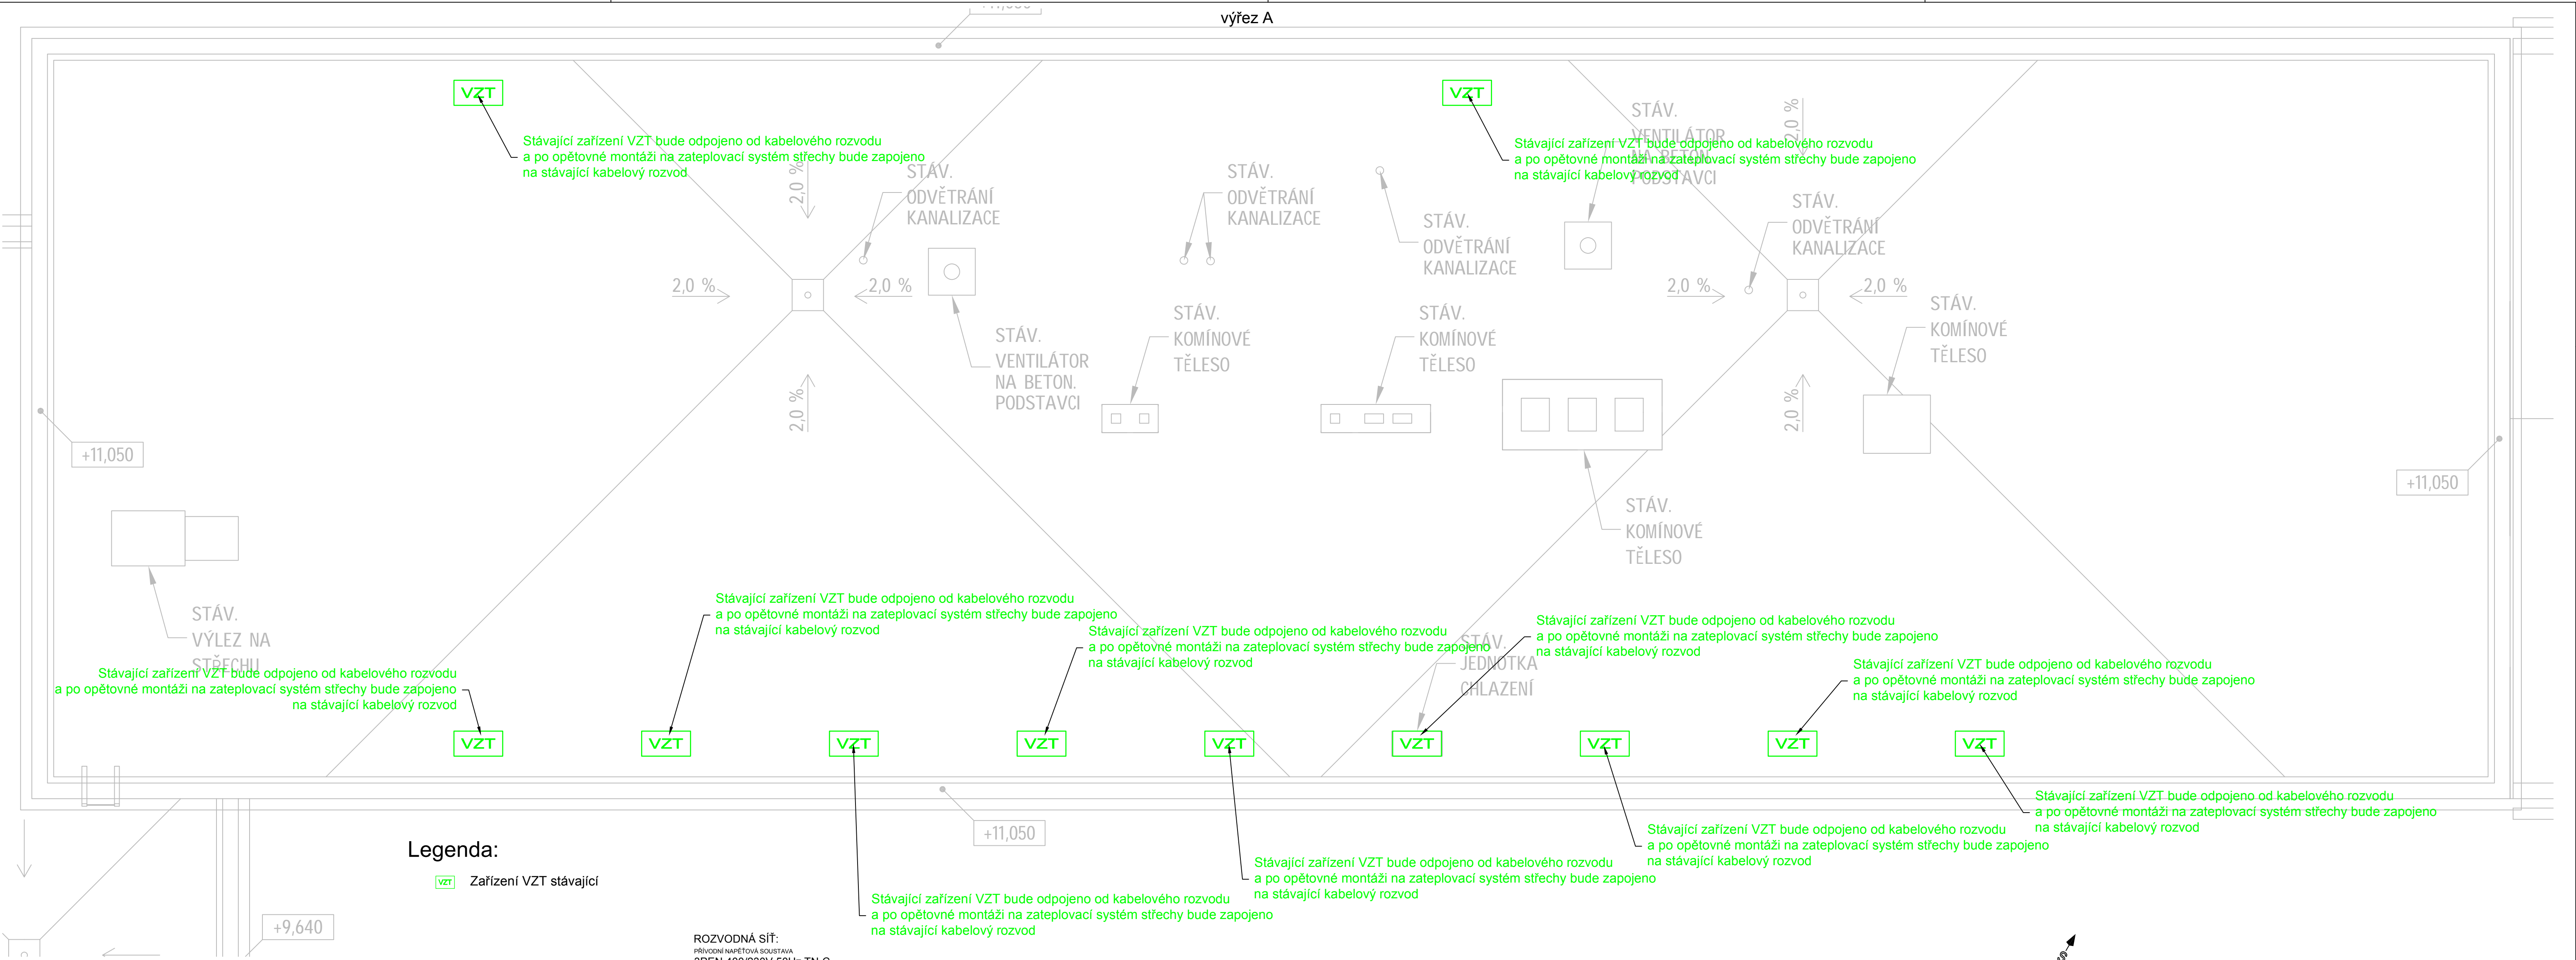 výřez A
VZT
Stávající zařízení VZT bude odpojeno od kabelového rozvodu
a po opětovné montáži na zateplovací systém střechy bude zapojeno
na stávající kabelový rozvod
VZT
Stávající zařízení VZT bude odpojeno od kabelového rozvodu
a po opětovné montáži na zateplovací systém střechy bude zapojeno
na stávající kabelový rozvod
STÁV.
VENTILÁTOR
NA BETON.
PODSTAVCI
2,0 %
2,0 %
STÁV.
ODVĚTRÁNÍ
KANALIZACE
STÁV.
ODVĚTRÁNÍ
KANALIZACE
STÁV.
ODVĚTRÁNÍ
KANALIZACE
STÁV.
ODVĚTRÁNÍ
KANALIZACE
2,0 %
2,0 %
2,0 %
2,0 %
STÁV.
VENTILÁTOR
NA BETON.
PODSTAVCI
STÁV.
KOMÍNOVÉ
TĚLESO
STÁV.
KOMÍNOVÉ
TĚLESO
STÁV.
KOMÍNOVÉ
TĚLESO
2,0 %
2,0 %
+11,050
+11,050
STÁV.
KOMÍNOVÉ
TĚLESO
STÁV.
VÝLEZ NA
STŘECHU
Stávající zařízení VZT bude odpojeno od kabelového rozvodu
a po opětovné montáži na zateplovací systém střechy bude zapojeno
na stávající kabelový rozvod
Stávající zařízení VZT bude odpojeno od kabelového rozvodu
a po opětovné montáži na zateplovací systém střechy bude zapojeno
na stávající kabelový rozvod
Stávající zařízení VZT bude odpojeno od kabelového rozvodu
a po opětovné montáži na zateplovací systém střechy bude zapojeno
na stávající kabelový rozvod
STÁV.
JEDNOTKA
CHLAZENÍ
Stávající zařízení VZT bude odpojeno od kabelového rozvodu
a po opětovné montáži na zateplovací systém střechy bude zapojeno
na stávající kabelový rozvod
Stávající zařízení VZT bude odpojeno od kabelového rozvodu
a po opětovné montáži na zateplovací systém střechy bude zapojeno
na stávající kabelový rozvod
VZT
VZT
VZT
VZT
VZT
VZT
VZT
VZT
VZT
Stávající zařízení VZT bude odpojeno od kabelového rozvodu
a po opětovné montáži na zateplovací systém střechy bude zapojeno
na stávající kabelový rozvod
Stávající zařízení VZT bude odpojeno od kabelového rozvodu
a po opětovné montáži na zateplovací systém střechy bude zapojeno
na stávající kabelový rozvod
Stávající zařízení VZT bude odpojeno od kabelového rozvodu
a po opětovné montáži na zateplovací systém střechy bude zapojeno
na stávající kabelový rozvod
Stávající zařízení VZT bude odpojeno od kabelového rozvodu
a po opětovné montáži na zateplovací systém střechy bude zapojeno
na stávající kabelový rozvod
+11,050
Legenda:
VZT Zařízení VZT stávající
+9,640
ROZVODNÁ SÍŤ:
PŘÍVODNÍ NAPĚŤOVÁ SOUSTAVA